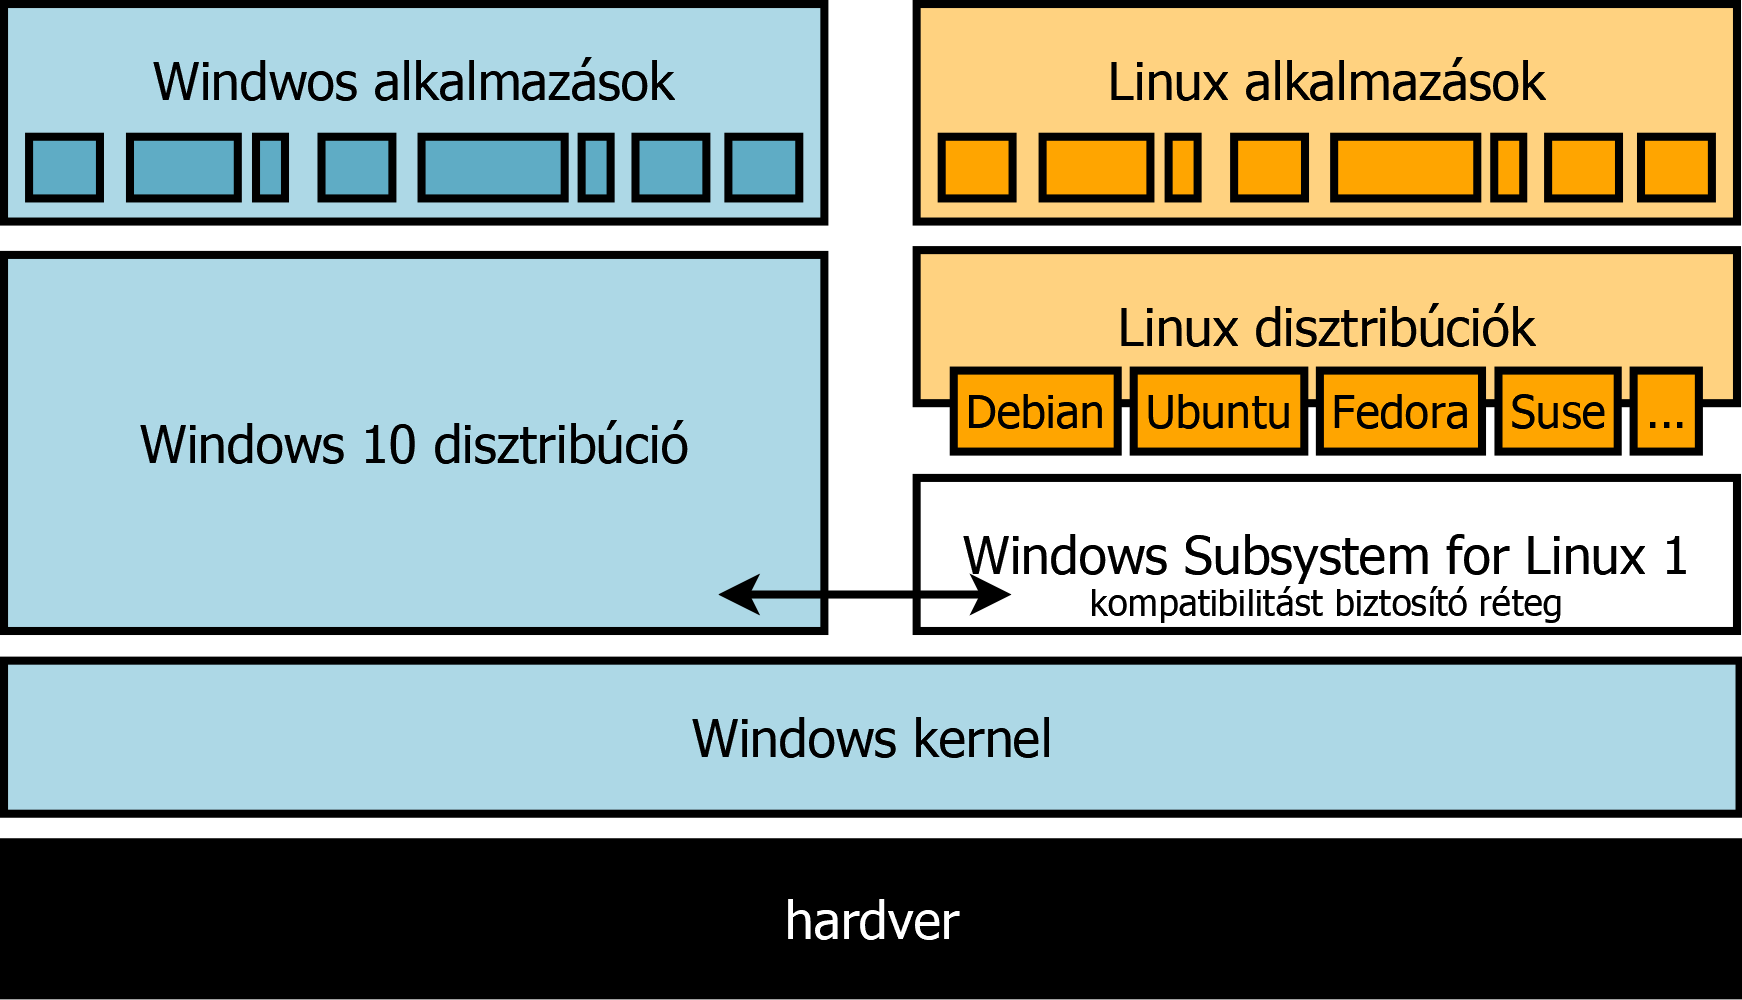 Windwos alkalmazások
Linux alkalmazások
Windows 10 disztribúció
Linux disztribúciók
Debian
Ubuntu
Fedora
Suse
...
Windows Subsystem for Linux 1
kompatibilitást biztosító réteg
Windows kernel
hardver